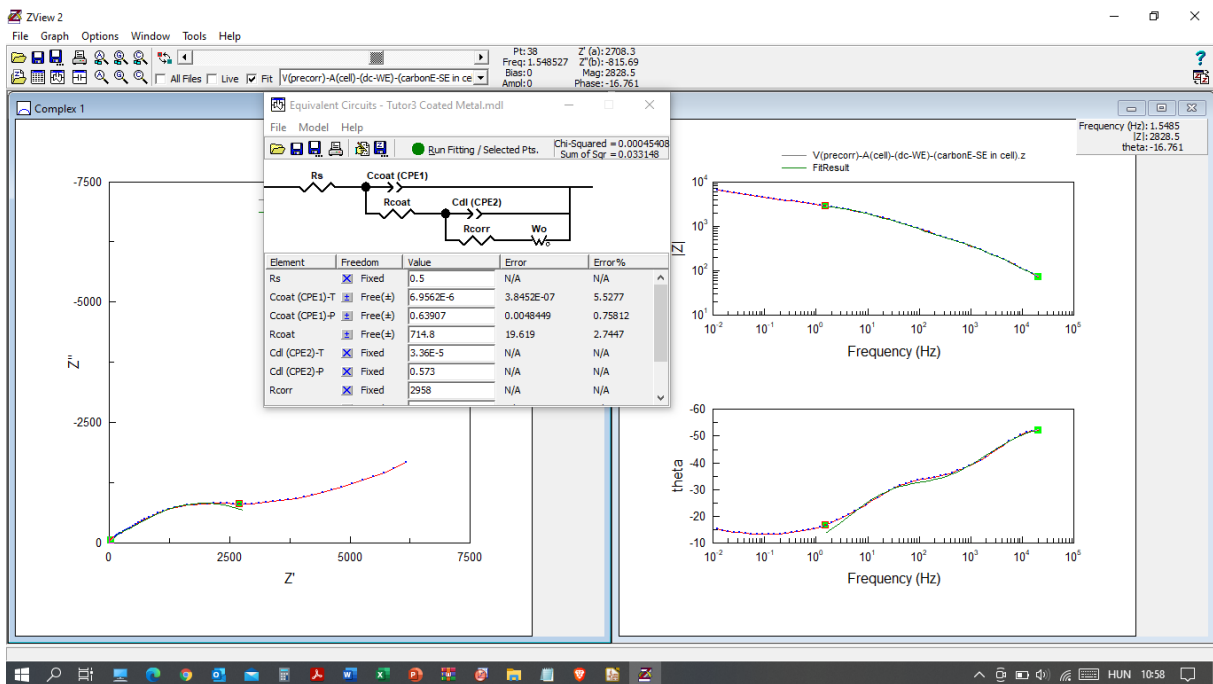 ZView 2
File Graph Options Window Tools Help
All Files Live Fit V(precorr)-A(cell)-(dc-WE)-(carbonE-SE in ce
Pt: 38 Z' (a): 2708.3
Freq: 1.548527 Z''(b):-815.69
Bias: 0 Mag: 2828.5
Ampl: 0 Phase: -16.761
Complex 1
Equivalent Circuits - Tutor3 Coated Metal.mdl
File Model Help
Run Fitting / Selected Pts.
Chi-Squared = 0.00045408
Sum of Sqr = 0.033148
Rs Ccoat (CPE1)
Rcoat Cdl (CPE2)
Rcorr Wo
Element Freedom Value Error Error%
Rs Fixed 0.5 N/A N/A
Ccoat (CPE1)-T Free(±) 6.9562E-6 3.8452E-07 5.5277
Ccoat (CPE1)-P Free(±) 0.63907 0.0048449 0.75812
Rcoat Free(±) 714.8 19.619 2.7447
Cdl (CPE2)-T Fixed 3.36E-5 N/A N/A
Cdl (CPE2)-P Fixed 0.573 N/A N/A
Rcorr Fixed 2958 N/A N/A
-7500
-5000
-2500
0
Z''
0 2500 5000 7500
Z'
Frequency (Hz): 1.5485
|Z|: 2828.5
theta: -16.761
V(precorr)-A(cell)-(dc-WE)-(carbonE-SE in cell).z
FitResult
10⁴
10³
10²
10¹
|Z|
10⁻² 10⁻¹ 10⁰ 10¹ 10² 10³ 10⁴ 10⁵
Frequency (Hz)
-60
-50
-40
-30
-20
-10
theta
10⁻² 10⁻¹ 10⁰ 10¹ 10² 10³ 10⁴ 10⁵
Frequency (Hz)
HUN 10:58